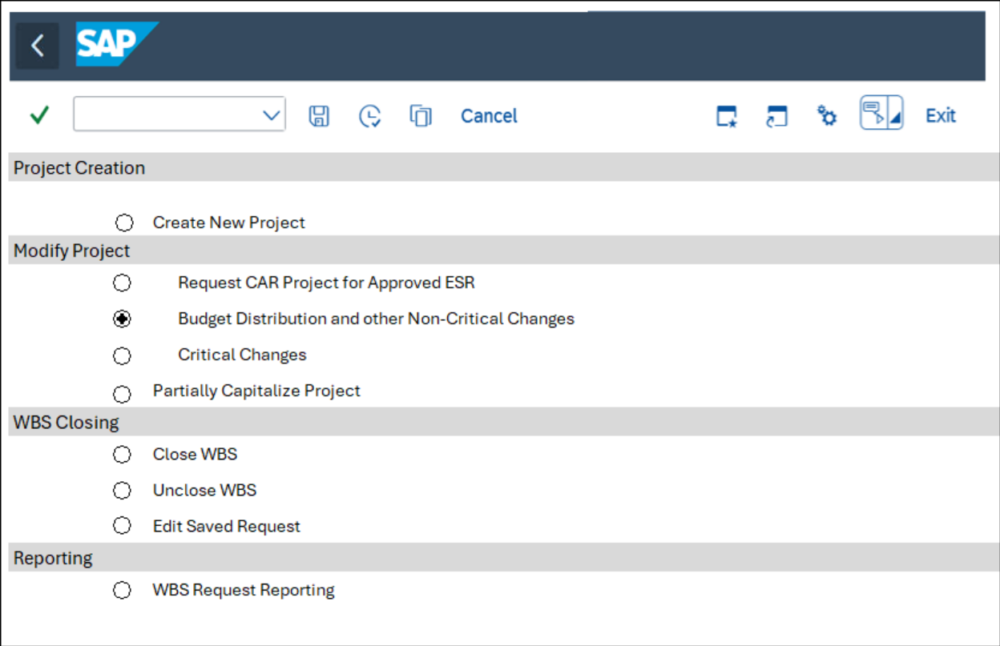 SAP
Cancel Exit
Project Creation
Create New Project
Modify Project
Request CAR Project for Approved ESR
Budget Distribution and other Non-Critical Changes
Critical Changes
Partially Capitalize Project
WBS Closing
Close WBS
Unclose WBS
Edit Saved Request
Reporting
WBS Request Reporting